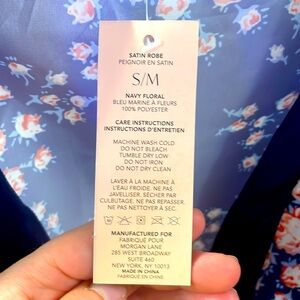 SATIN ROBE
PEIGNOIR EN SATIN
S/M
NAVY FLORAL
BLEU MARINE À FLEURS
100% POLYESTER
CARE INSTRUCTIONS
INSTRUCTIONS D'ENTRETIEN
MACHINE WASH COLD
DO NOT BLEACH
TUMBLE DRY LOW
DO NOT IRON
DO NOT DRY CLEAN
LAVER À LA MACHINE À
L'EAU FROIDE. NE PAS
JAVELLISER. SÉCHER PAR
CULBUTAGE. NE PAS REPASSER.
NE PAS NETTOYER À SEC.
MANUFACTURED FOR
FABRIQUÉ POUR
MORGAN LANE
285 WEST BROADWAY
SUITE 460
NEW YORK, NY 10013
MADE IN CHINA
FABRIQUÉ EN CHINE